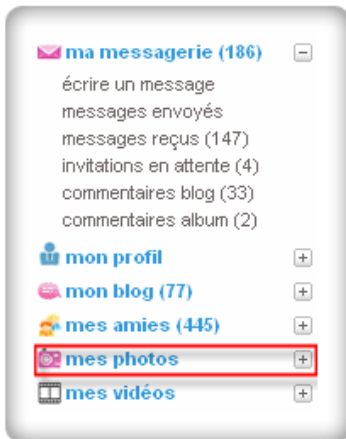 ma messagerie (186)
écrire un message
messages envoyés
messages reçus (147)
invitations en attente (4)
commentaires blog (33)
commentaires album (2)
mon profil
mon blog (77)
mes amies (445)
mes photos
mes vidéos